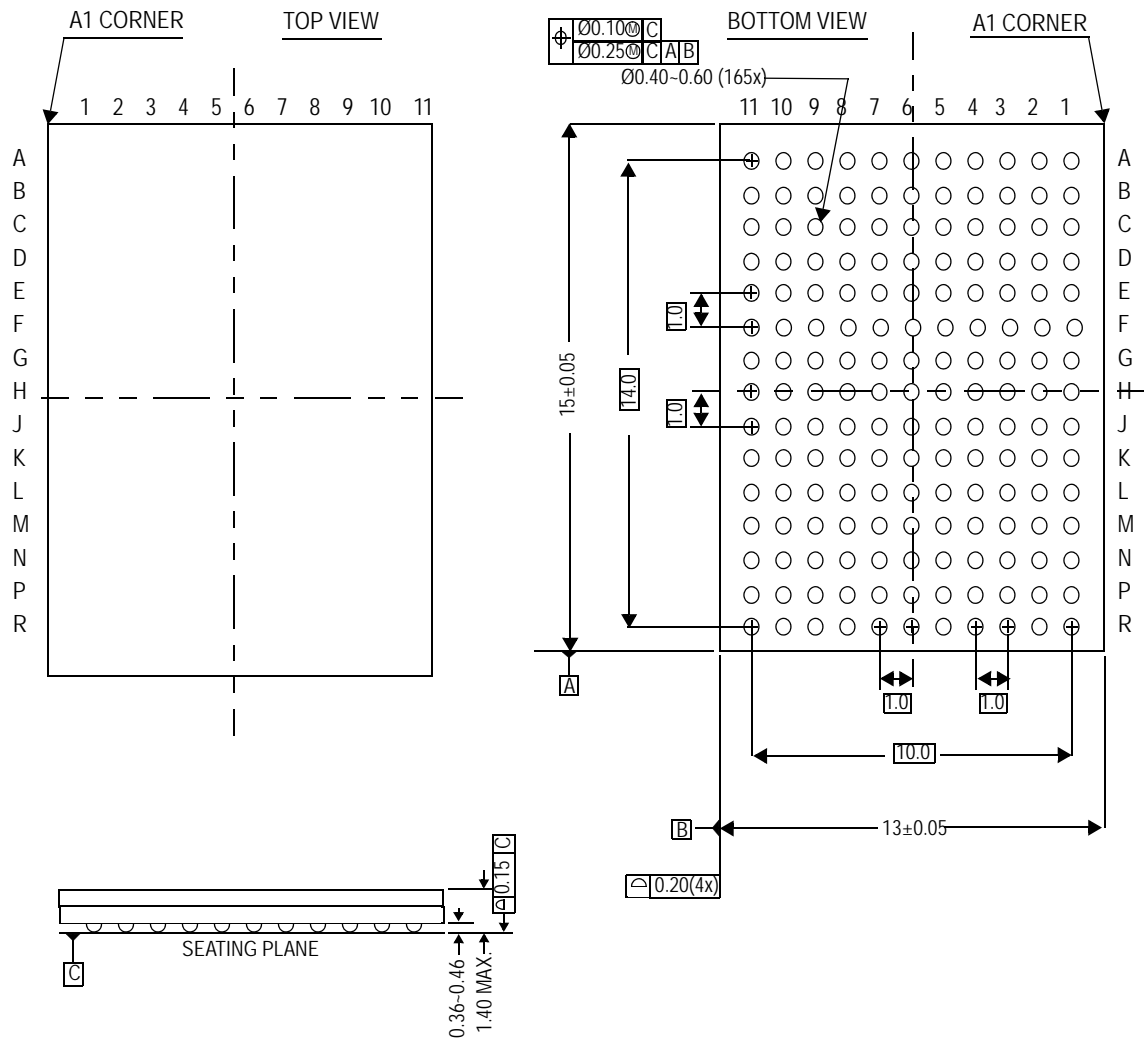 A1 CORNER
TOP VIEW
1 2 3 4 5 6 7 8 9 10 11
A
B
C
D
E
F
G
H
J
K
L
M
N
P
R
Ø0.10Ⓜ C
Ø0.25Ⓜ C A B
Ø0.40~0.60 (165x)
BOTTOM VIEW
A1 CORNER
11 10 9 8 7 6 5 4 3 2 1
A
B
C
D
E
F
G
H
J
K
L
M
N
P
R
15±0.05
14.0
1.0
1.0
A
1.0
1.0
10.0
B
13±0.05
0.20(4x)
0.15 C
SEATING PLANE
C
0.36~0.46
1.40 MAX.